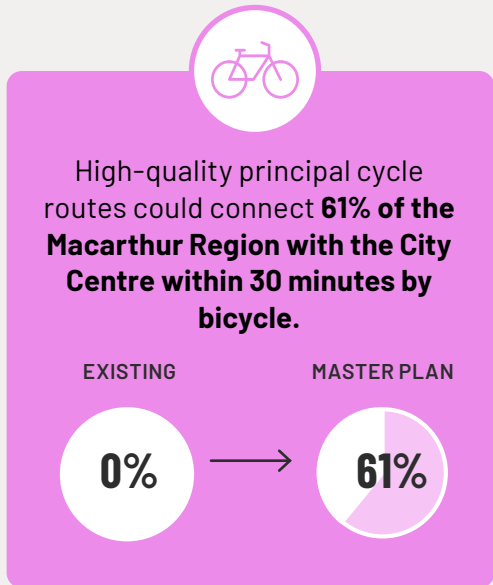 High-quality principal cycle
routes could connect 61% of the
Macarthur Region with the City
Centre within 30 minutes by
bicycle.
EXISTING
MASTER PLAN
0%
61%